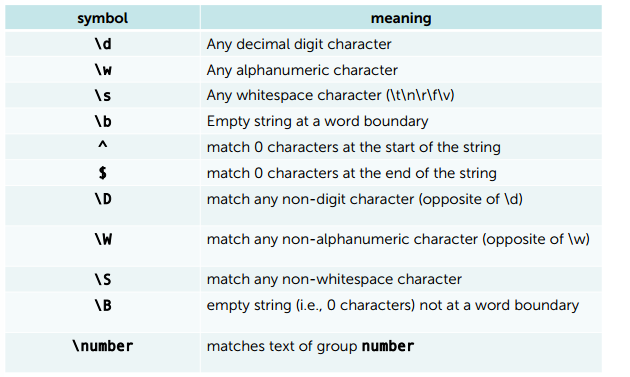 symbol meaning
\d Any decimal digit character
\w Any alphanumeric character
\s Any whitespace character (\t\n\r\f\v)
\b Empty string at a word boundary
^ match 0 characters at the start of the string
$ match 0 characters at the end of the string
\D match any non-digit character (opposite of \d)
\W match any non-alphanumeric character (opposite of \w)
\S match any non-whitespace character
\B empty string (i.e., 0 characters) not at a word boundary
\number matches text of group number